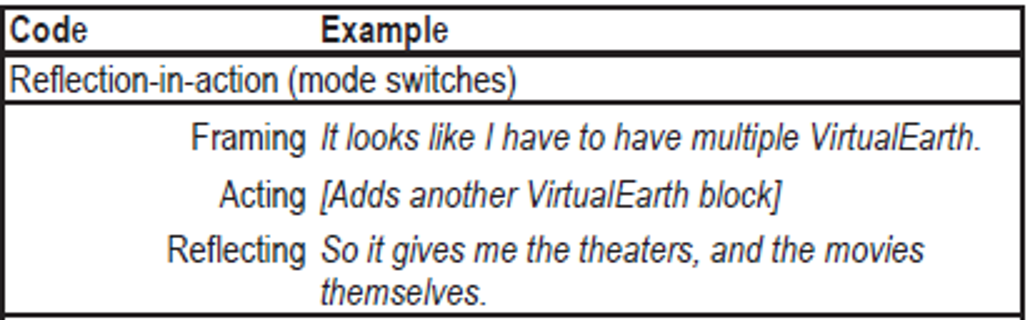 Code Example
Reflection-in-action (mode switches)
Framing It looks like I have to have multiple VirtualEarth.
Acting [Adds another VirtualEarth block]
Reflecting So it gives me the theaters, and the movies
themselves.